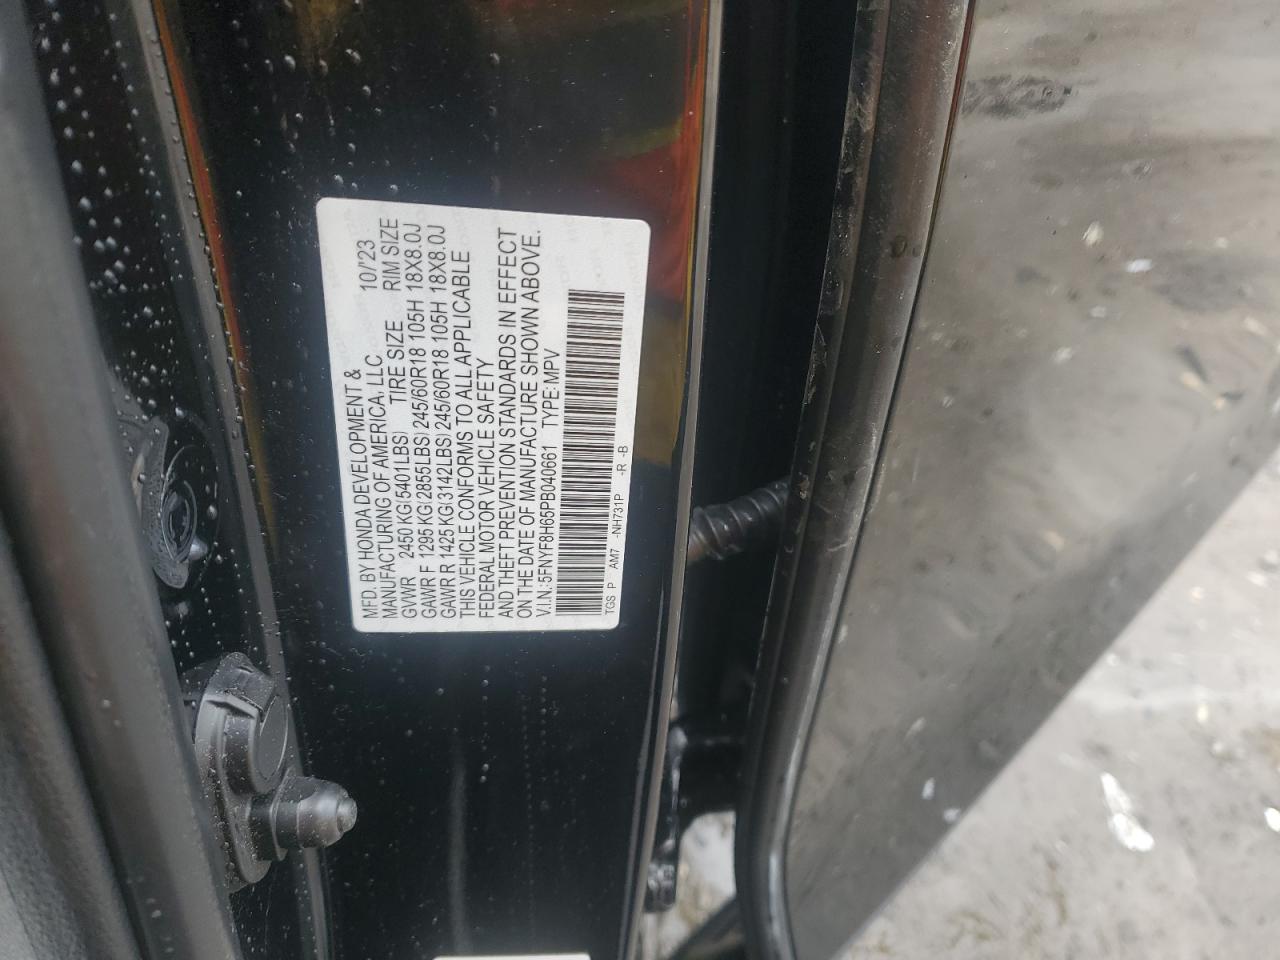 MFD. BY HONDA DEVELOPMENT &
MANUFACTURING OF AMERICA, LLC 10/'23
GVWR 2450 KG(5401LBS) TIRE SIZE RIM SIZE
GAWR F 1295 KG(2855LBS) 245/60R18 105H 18X8.0J
GAWR R 1425 KG(3142LBS) 245/60R18 105H 18X8.0J
THIS VEHICLE CONFORMS TO ALL APPLICABLE
FEDERAL MOTOR VEHICLE SAFETY
AND THEFT PREVENTION STANDARDS IN EFFECT
ON THE DATE OF MANUFACTURE SHOWN ABOVE.
V.I.N.:5FNYF8H65PB040661 TYPE:MPV
TGS P AM7 -NH731P -R -B